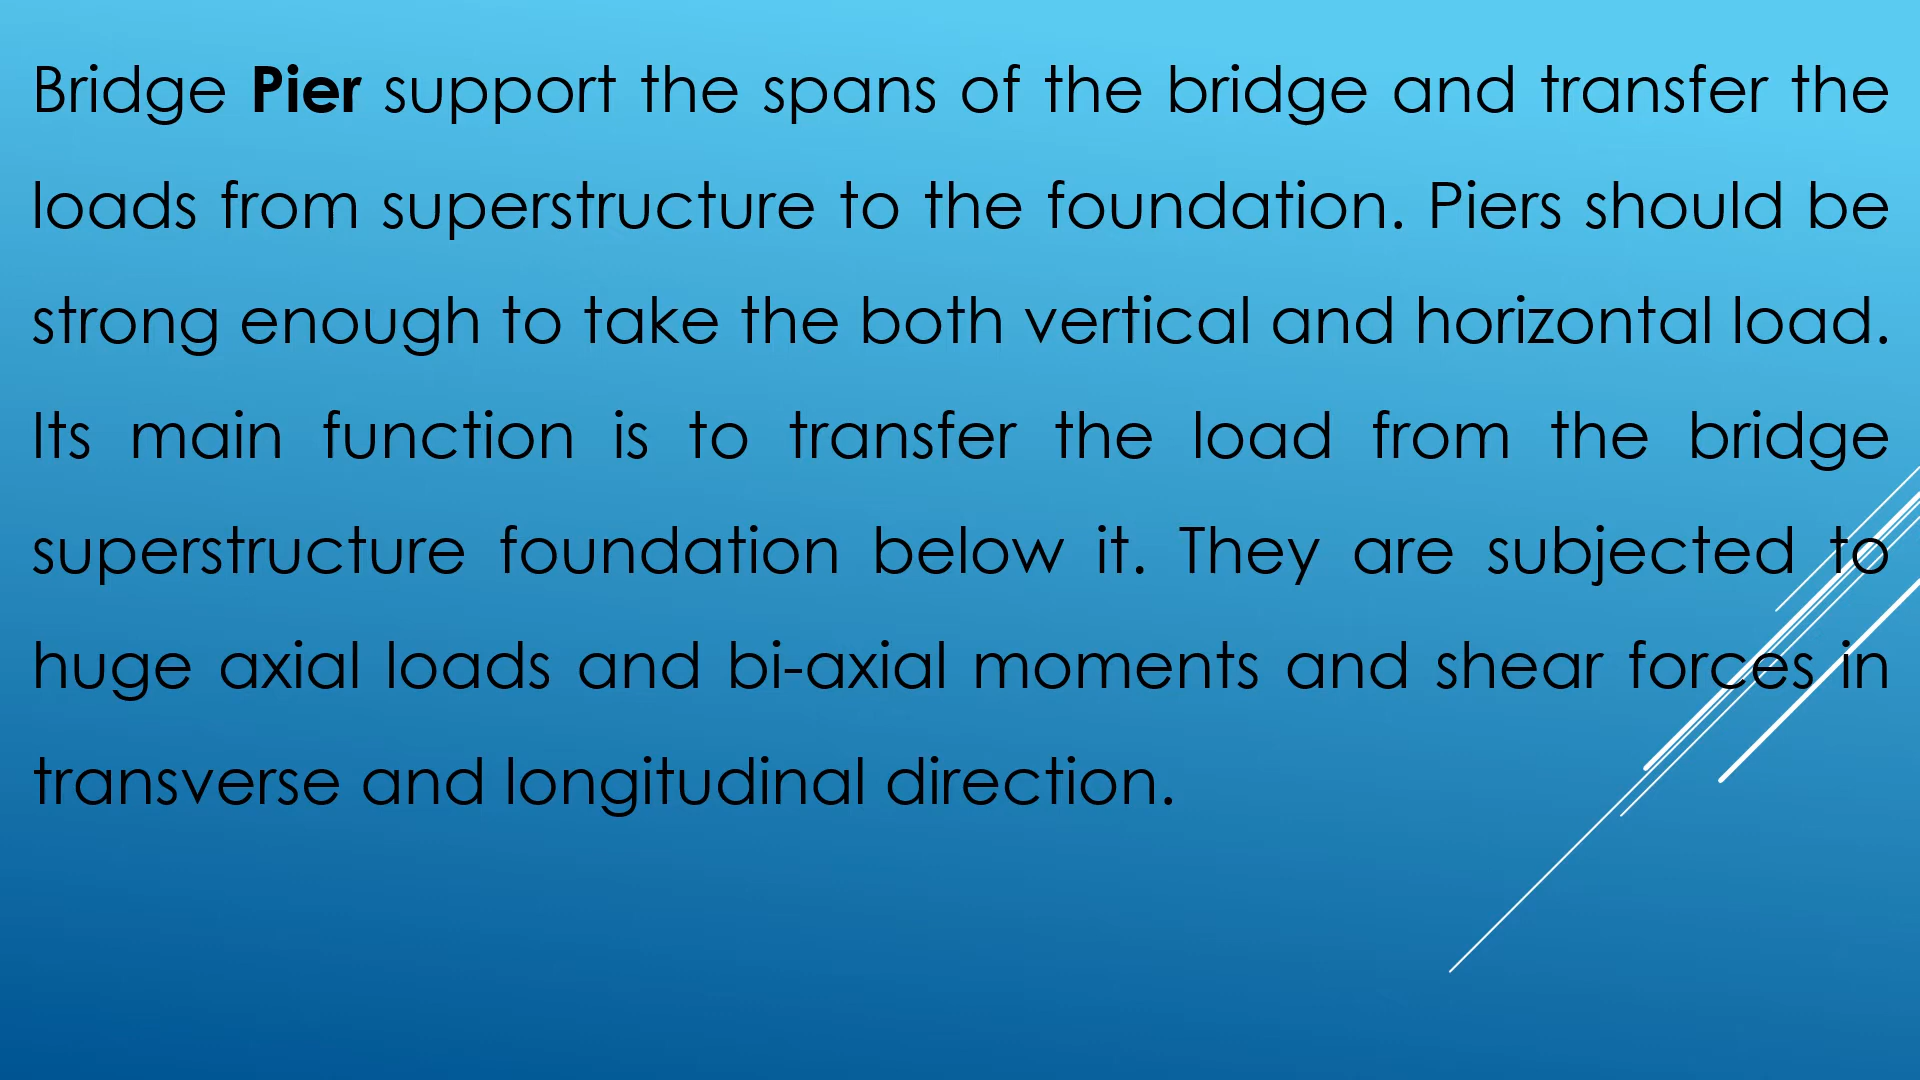 Bridge Pier support the spans of the bridge and transfer the
loads from superstructure to the foundation. Piers should be
strong enough to take the both vertical and horizontal load.
Its main function is to transfer the load from the bridge
superstructure foundation below it. They are subjected to
huge axial loads and bi-axial moments and shear forces in
transverse and longitudinal direction.